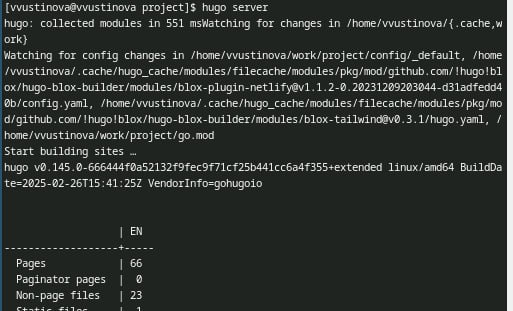 [vvustinova@vvustinova project]$ hugo server
hugo: collected modules in 551 msWatching for changes in /home/vvustinova/{.cache,w
ork}
Watching for config changes in /home/vvustinova/work/project/config/_default, /home
/vvustinova/.cache/hugo_cache/modules/filecache/modules/pkg/mod/github.com/!hugo!bl
ox/hugo-blox-builder/modules/blox-plugin-netlify@v1.1.2-0.20231209203044-d31adfedd4
0b/config.yaml, /home/vvustinova/.cache/hugo_cache/modules/filecache/modules/pkg/mo
d/github.com/!hugo!blox/hugo-blox-builder/modules/blox-tailwind@v0.3.1/hugo.yaml, /
home/vvustinova/work/project/go.mod
Start building sites …
hugo v0.145.0-666444f0a52132f9fec9f71cf25b441cc6a4f355+extended linux/amd64 BuildDa
te=2025-02-26T15:41:25Z VendorInfo=gohugoio
                   | EN
-------------------+-----
  Pages            | 66
  Paginator pages  |  0
  Non-page files   | 23
  Static files     |  1